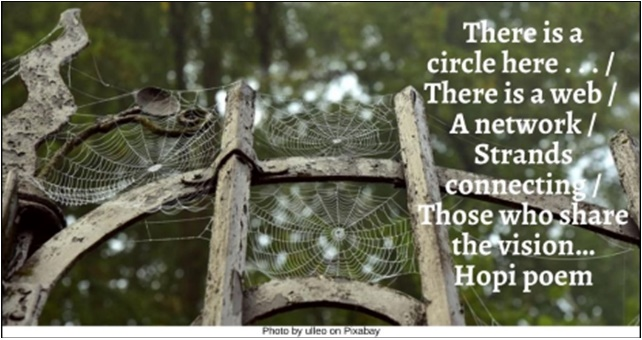 There is a
circle here . . . /
There is a web /
A network /
Strands
connecting /
Those who share
the vision...
Hopi poem
Photo by ulleo on Pixabay